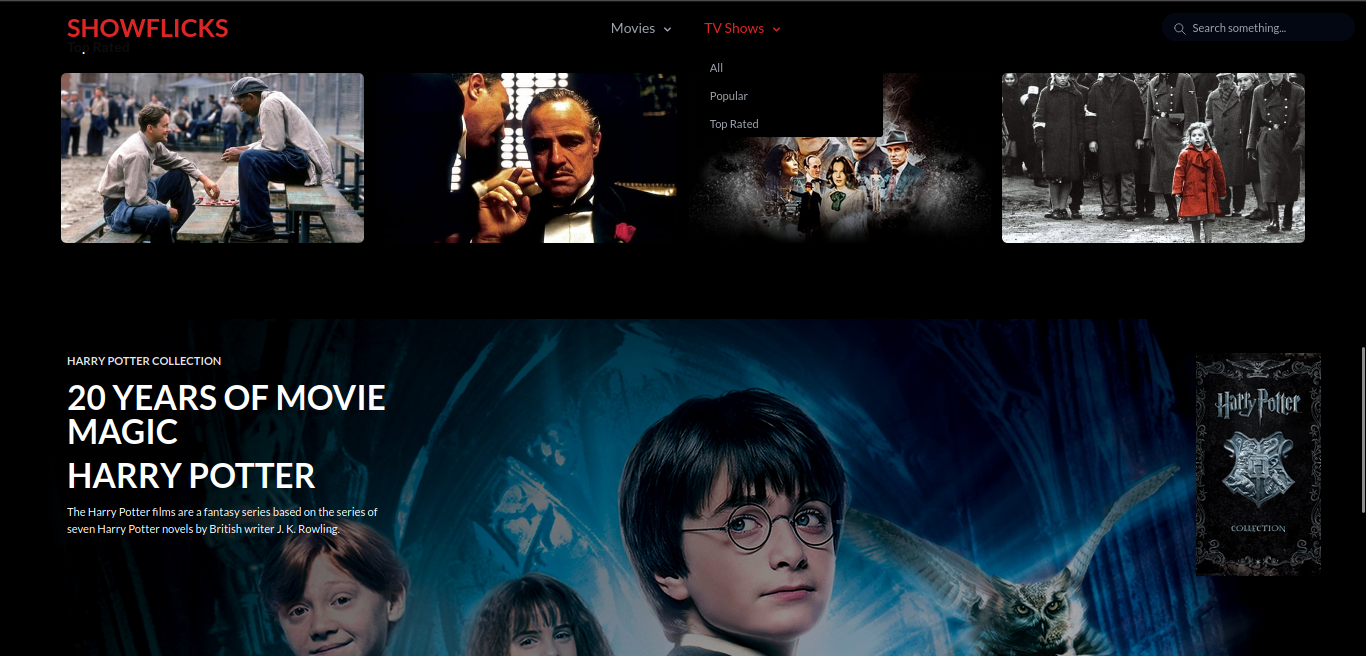 SHOWFLICKS
Movies
TV Shows
Search something...
Top Rated
All
Popular
Top Rated
HARRY POTTER COLLECTION
20 YEARS OF MOVIE
MAGIC
HARRY POTTER
The Harry Potter films are a fantasy series based on the series of
seven Harry Potter novels by British writer J. K. Rowling.
Harry Potter
H
COLLECTION